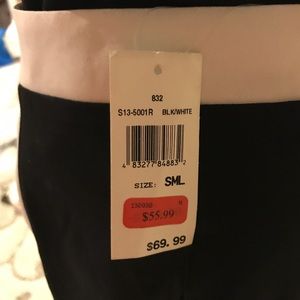 832
S13-5001R BLK/WHITE
4 83277 84883 2
SIZE: SML
$55.99
$69.99